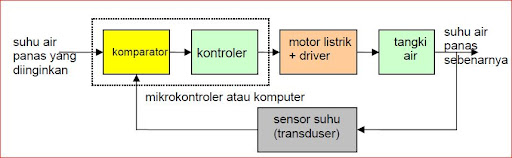 suhu air
panas yang
diinginkan
komparator
kontroler
motor listrik
+ driver
tangki
air
suhu air
panas
sebenarnya
mikrokontroler atau komputer
sensor suhu
(transduser)